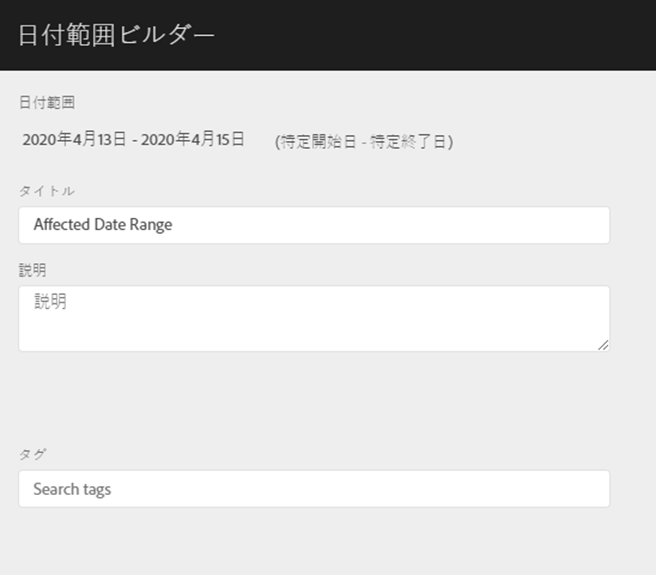 日付範囲ビルダー
日付範囲
2020年4月13日 - 2020年4月15日 (特定開始日 - 特定終了日)
タイトル
Affected Date Range
説明
説明
タグ
Search tags